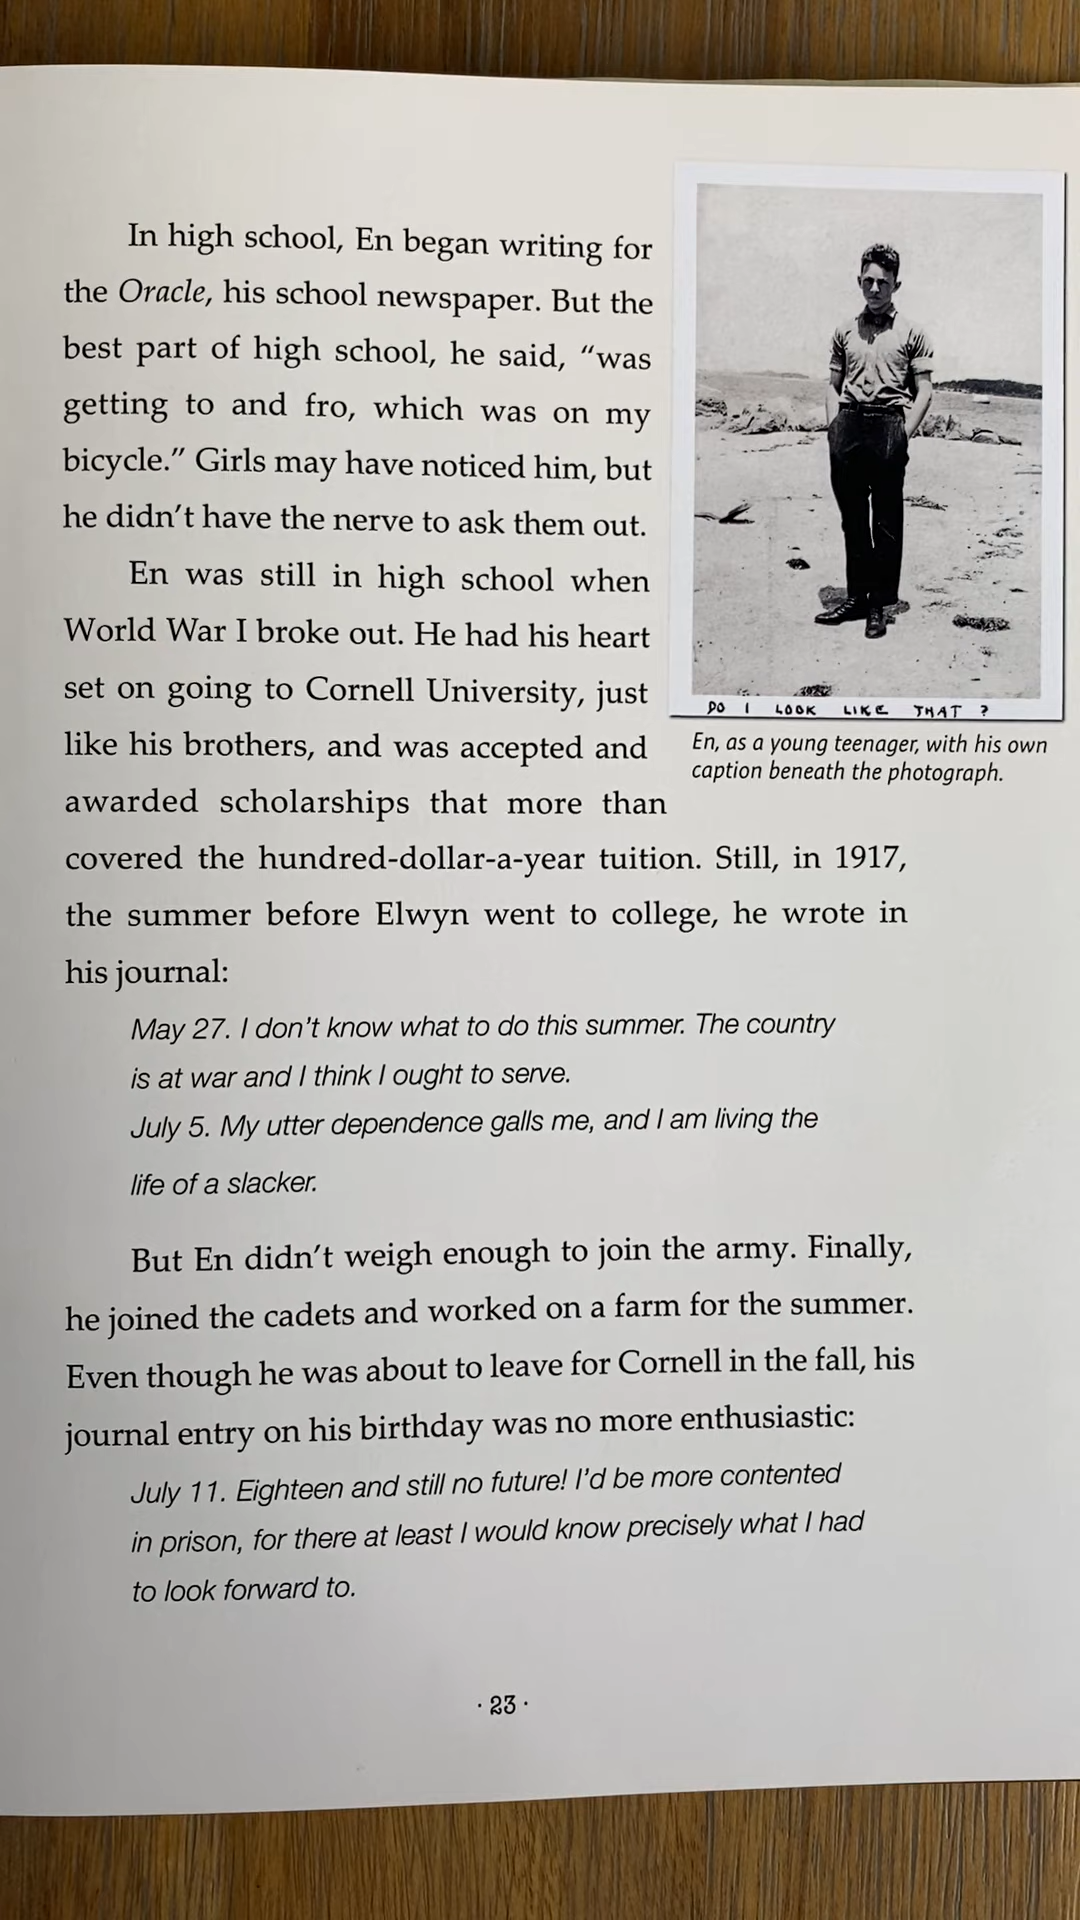 In high school, En began writing for
the Oracle, his school newspaper. But the
best part of high school, he said, “was
getting to and fro, which was on my
bicycle.” Girls may have noticed him, but
he didn’t have the nerve to ask them out.
En was still in high school when
World War I broke out. He had his heart
set on going to Cornell University, just
like his brothers, and was accepted and
awarded scholarships that more than
covered the hundred-dollar-a-year tuition. Still, in 1917,
the summer before Elwyn went to college, he wrote in
his journal:
DO I LOOK LIKE THAT ?
En, as a young teenager, with his own
caption beneath the photograph.
May 27. I don’t know what to do this summer. The country
is at war and I think I ought to serve.
July 5. My utter dependence galls me, and I am living the
life of a slacker.
But En didn’t weigh enough to join the army. Finally,
he joined the cadets and worked on a farm for the summer.
Even though he was about to leave for Cornell in the fall, his
journal entry on his birthday was no more enthusiastic:
July 11. Eighteen and still no future! I’d be more contented
in prison, for there at least I would know precisely what I had
to look forward to.
· 23 ·